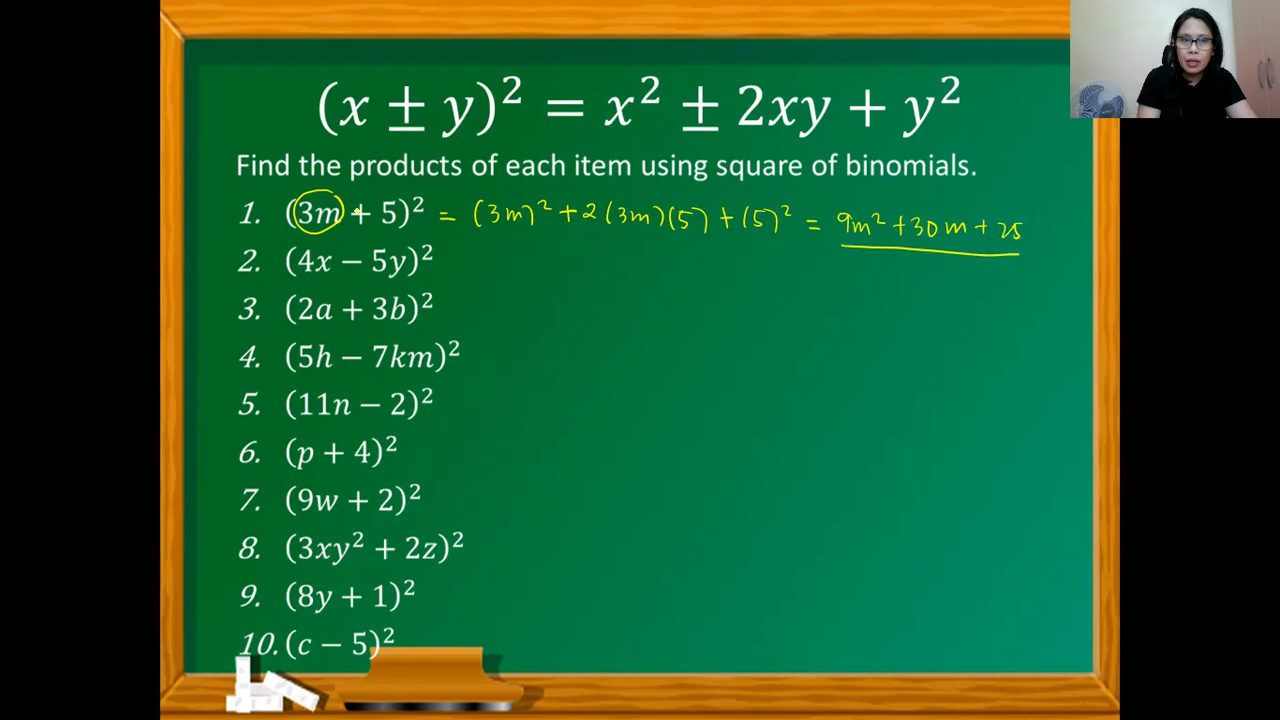 (x ± y)² = x² ± 2xy + y²
Find the products of each item using square of binomials.
1. (3m + 5)² = (3m)² + 2(3m)(5) + (5)² = 9m² + 30m + 25
2. (4x − 5y)²
3. (2a + 3b)²
4. (5h − 7km)²
5. (11n − 2)²
6. (p + 4)²
7. (9w + 2)²
8. (3xy² + 2z)²
9. (8y + 1)²
10. (c − 5)²